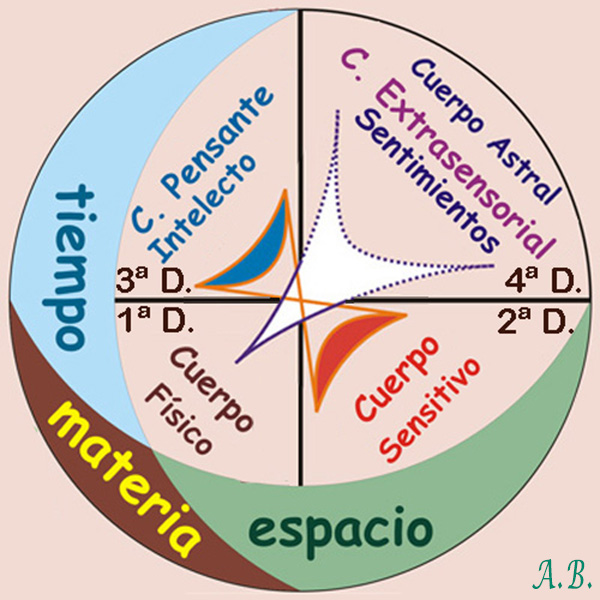 C. Pensante
Intelecto
Cuerpo Astral
C. Extrasensorial
Sentimientos
tiempo
3ª D.
4ª D.
1ª D.
2ª D.
Cuerpo
Físico
Cuerpo
Sensitivo
materia
espacio
A.B.